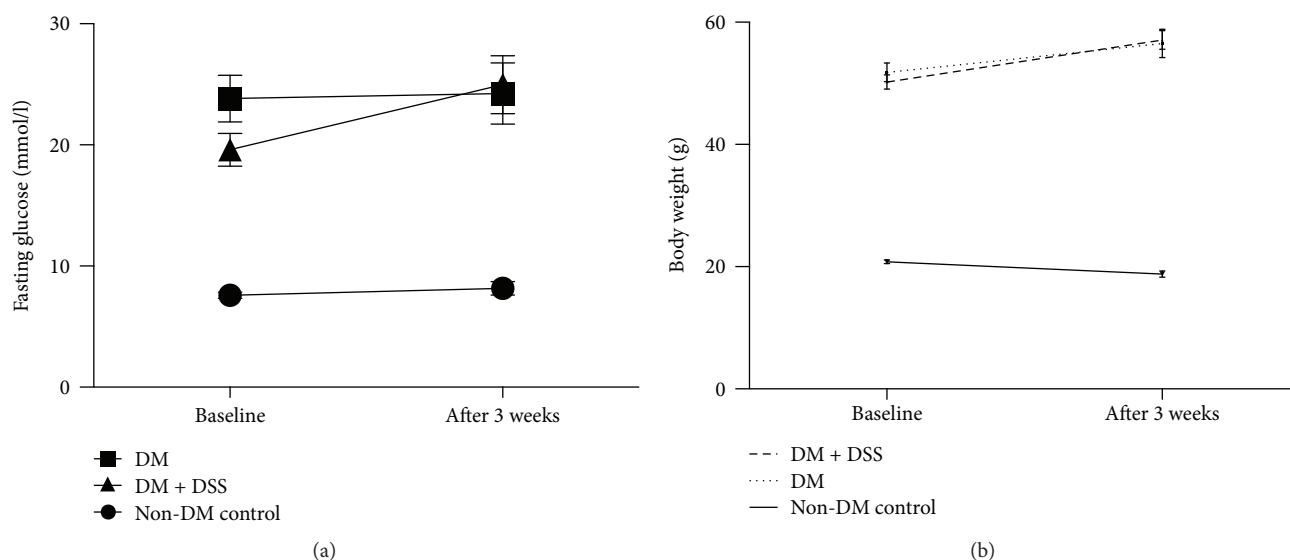 30
20
10
0
Fasting glucose (mmol/l)
Baseline
After 3 weeks
DM
DM + DSS
Non-DM control
(a)
60
40
20
0
Body weight (g)
Baseline
After 3 weeks
DM + DSS
DM
Non-DM control
(b)